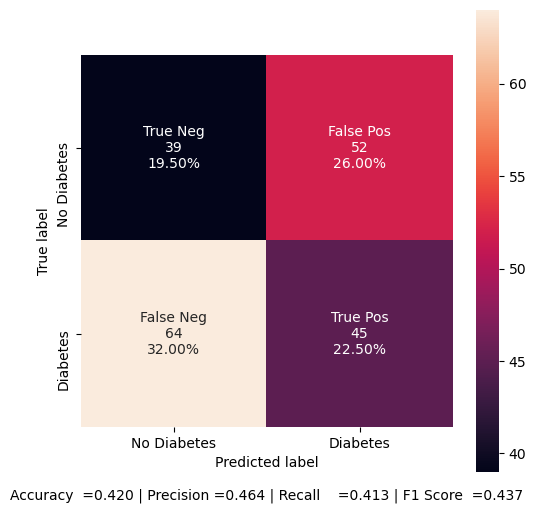 True Neg
39
19.50%
False Pos
52
26.00%
False Neg
64
32.00%
True Pos
45
22.50%
No Diabetes
Diabetes
True label
No Diabetes
Diabetes
Predicted label
60
55
50
45
40
Accuracy  =0.420 | Precision =0.464 | Recall    =0.413 | F1 Score  =0.437